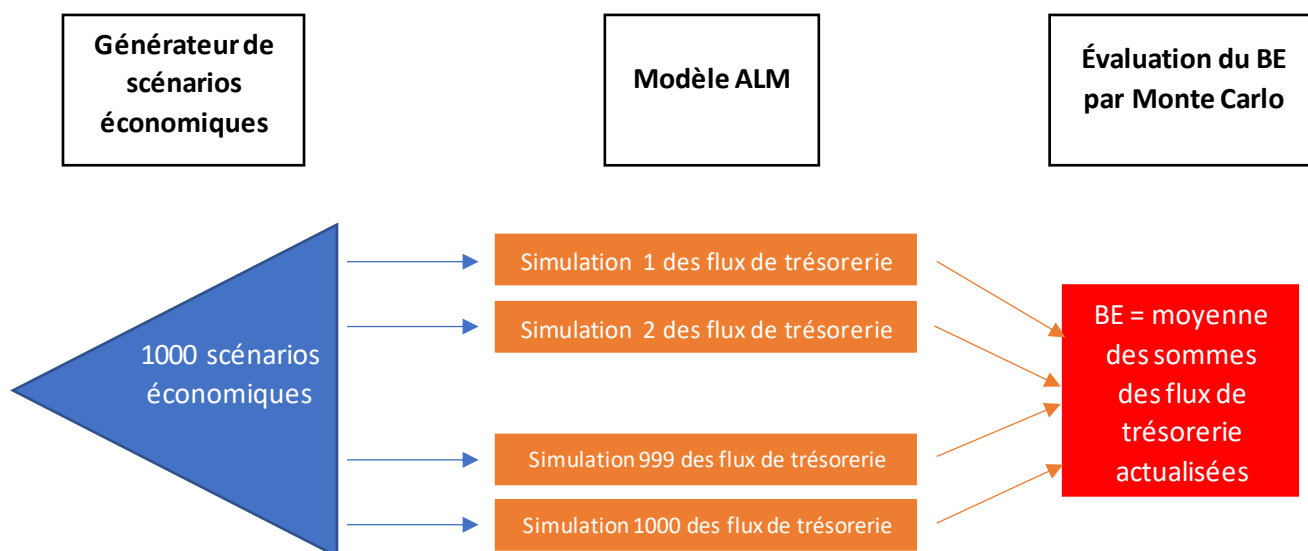 Générateur de
scénarios
économiques
Modèle ALM
Évaluation du BE
par Monte Carlo
1000 scénarios
économiques
Simulation 1 des flux de trésorerie
Simulation 2 des flux de trésorerie
Simulation 999 des flux de trésorerie
Simulation 1000 des flux de trésorerie
BE = moyenne
des sommes
des flux de
trésorerie
actualisées